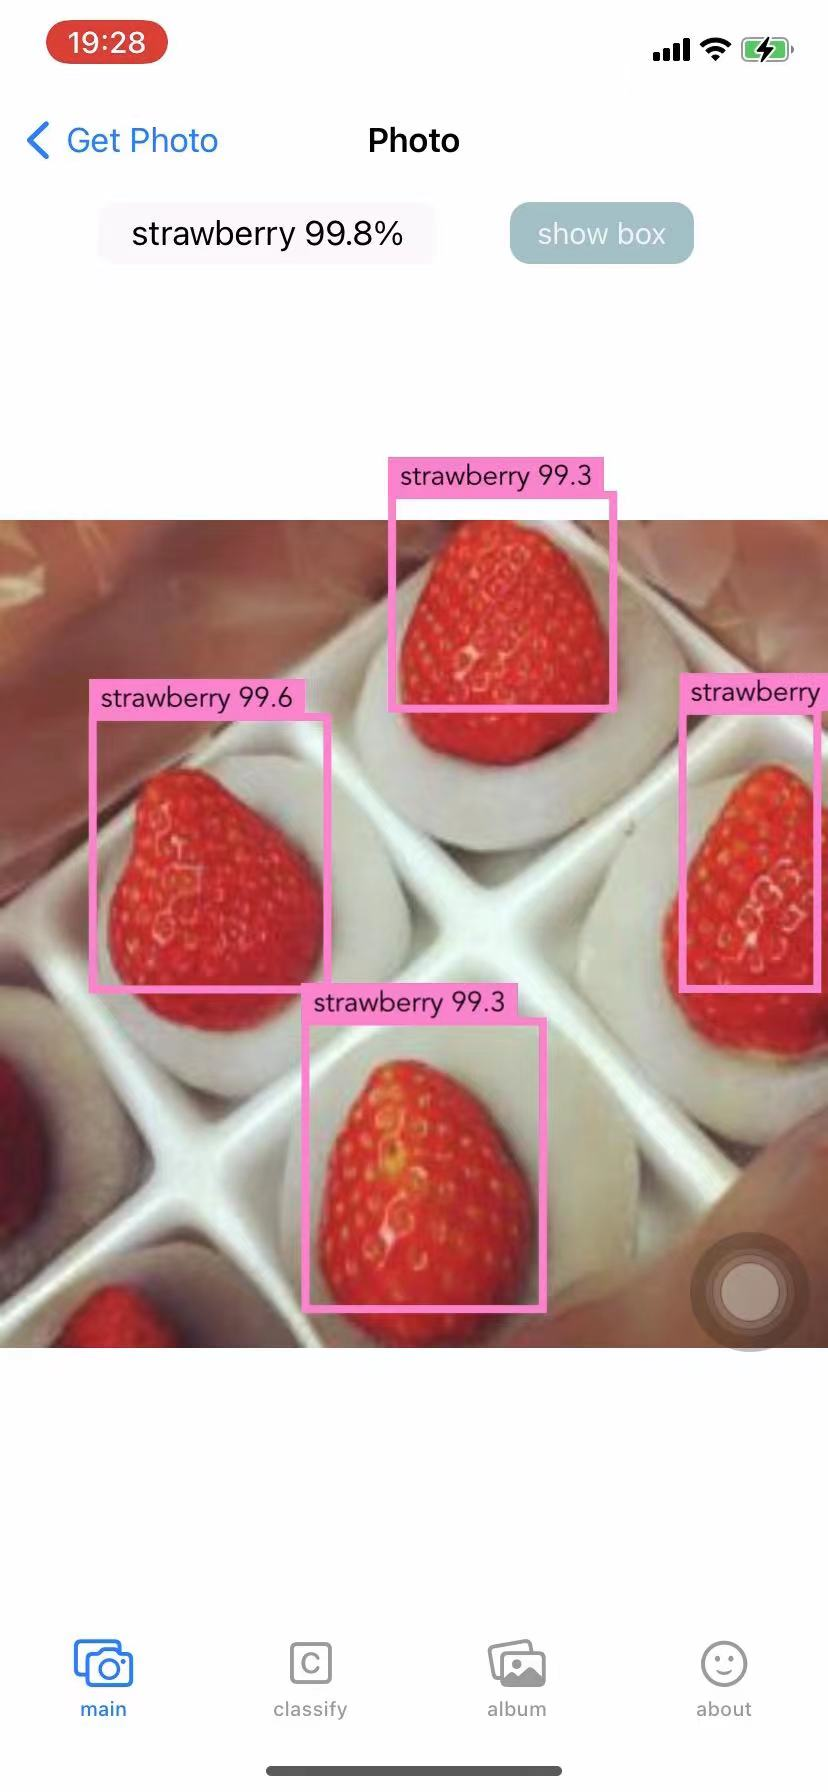 19:28
Get Photo
Photo
strawberry 99.8%
show box
strawberry 99.3
strawberry 99.6
strawberry
strawberry 99.3
C
main
classify
album
about